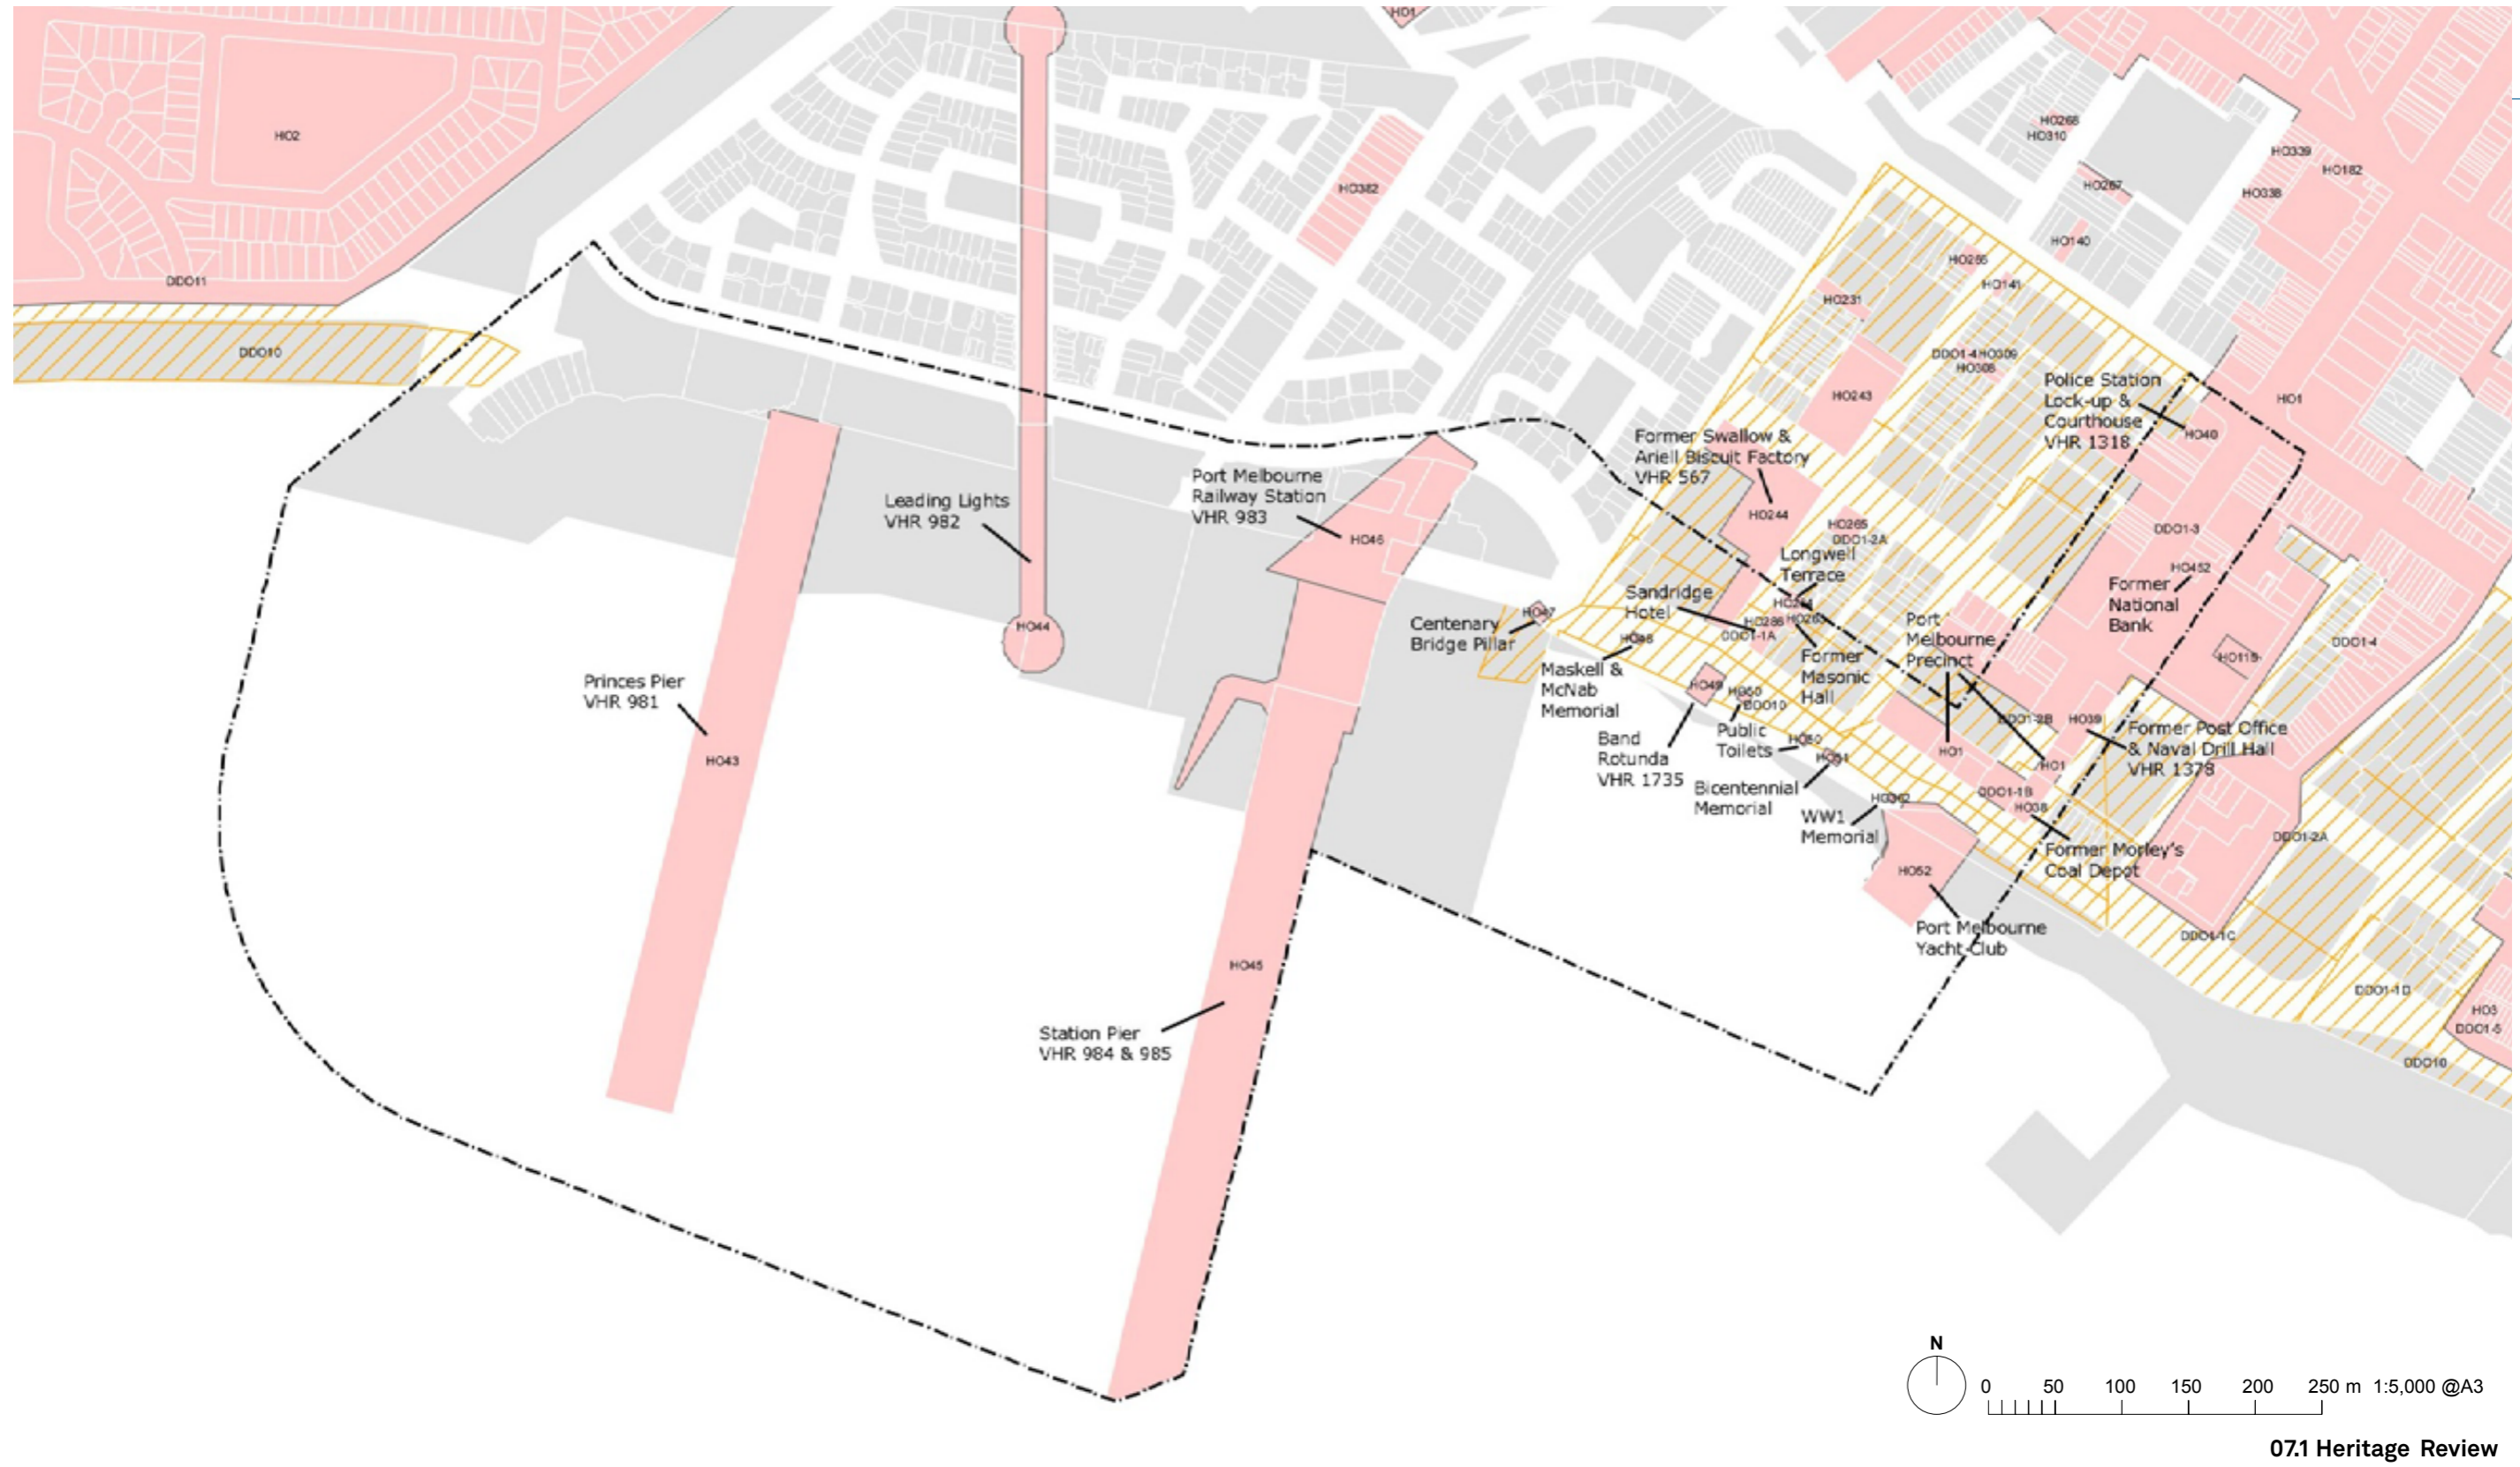 HO1
HO2
HO268
HO310
HO339
HO182
HO267
HO338
HO382
HO140
HO255
HO141
DDO11
HO231
DDO10
DDO1-4 HO309
HO308
HO243
Police Station
Lock-up &
Courthouse
VHR 1318
HO1
HO40
Former Swallow &
Ariell Biscuit Factory
VHR 567
Port Melbourne
Railway Station
VHR 983
Leading Lights
VHR 982
HO244
HO265
DDO1-2A
DDO1-3
HO46
Longwell
Terrace
HO452
Former
National
Bank
Sandridge
Hotel
HO264
HO286
HO263
DDO1-1A
HO47
Centenary
Bridge Pillar
HO44
HO48
Port
Melbourne
Precinct
DDO1-4
HO115
Maskell &
McNab
Memorial
Former
Masonic
Hall
Princes Pier
VHR 981
HO49
HO50
DDO10
DDO1-2B
HO39
Former Post Office
& Naval Drill Hall
VHR 1378
Band
Rotunda
VHR 1735
Public
Toilets
HO50
HO51
HO1
HO1
HO43
Bicentennial
Memorial
DDO1-1B
HO362
HO38
WW1
Memorial
DDO1-2A
Former Morley's
Coal Depot
HO52
Port Melbourne
Yacht Club
DDO1-1C
HO45
DDO1-1D
HO3
DDO1-5
Station Pier
VHR 984 & 985
DDO10
N
0 50 100 150 200 250 m 1:5,000 @A3
07.1 Heritage Review